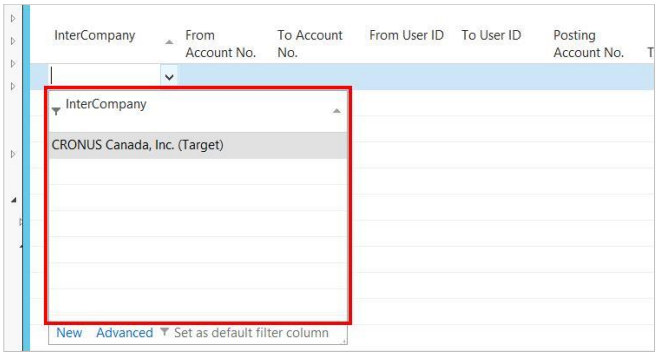 InterCompany From Account No. To Account No. From User ID To User ID Posting Account No. T
InterCompany
CRONUS Canada, Inc. (Target)
New Advanced Set as default filter column